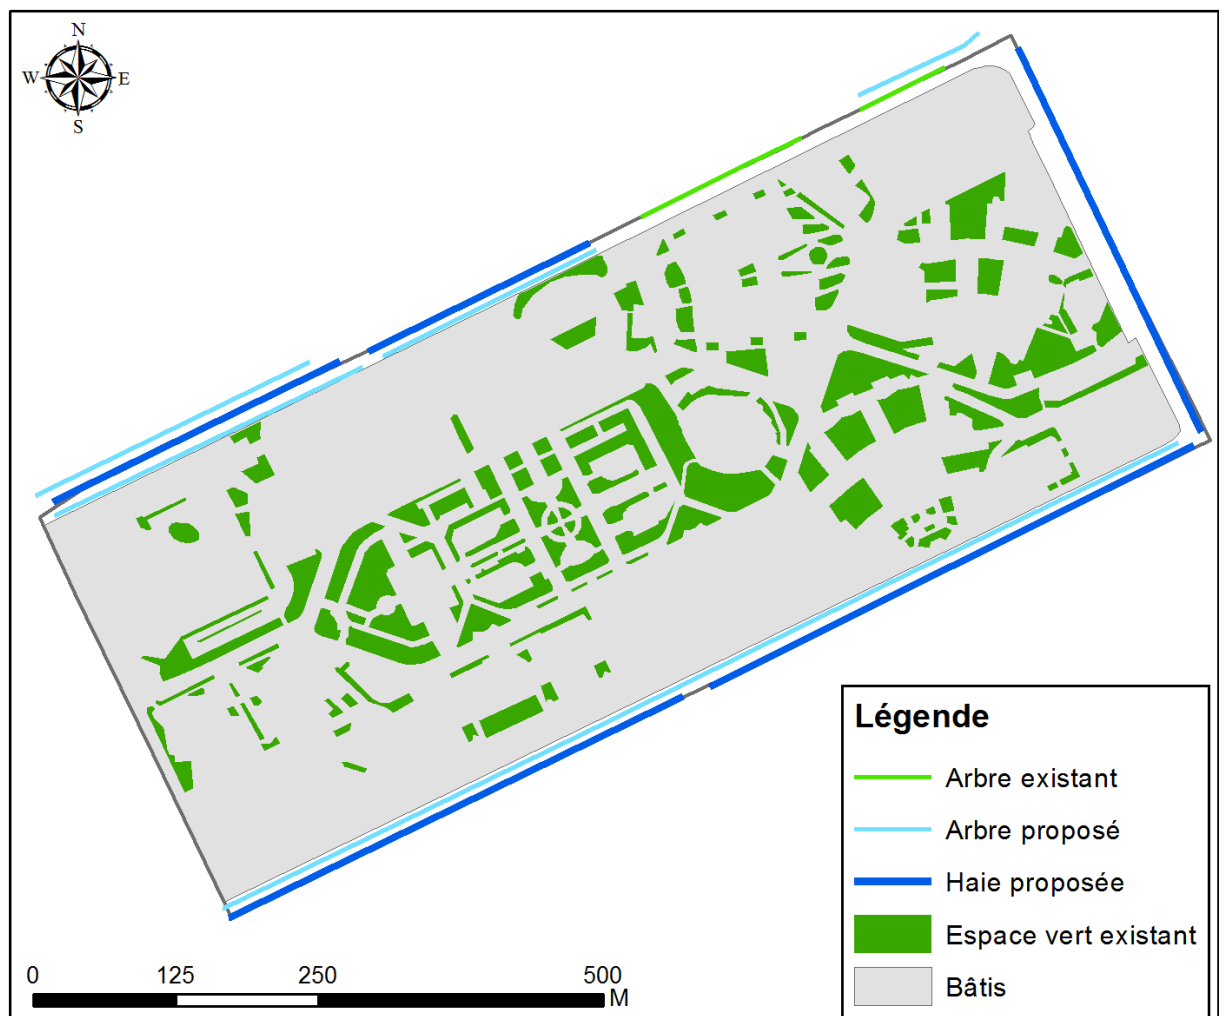 N
W E
S
Légende
Arbre existant
Arbre proposé
Haie proposée
Espace vert existant
Bâtis
0 125 250 500
M